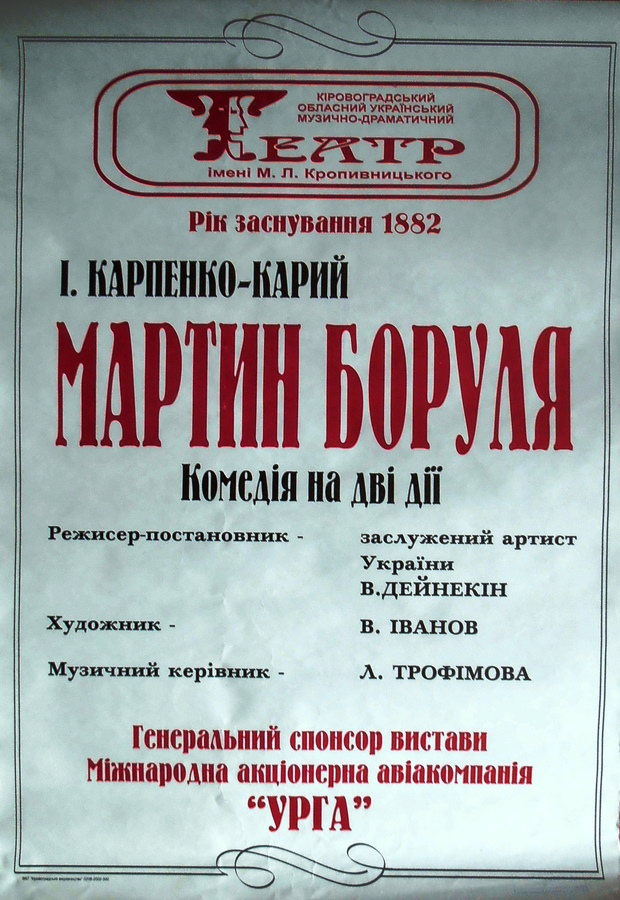 КІРОВОГРАДСЬКИЙ
ОБЛАСНИЙ УКРАЇНСЬКИЙ
МУЗИЧНО-ДРАМАТИЧНИЙ
ТЕАТР
імені М. Л. Кропивницького
Рік заснування 1882
І. КАРПЕНКО-КАРИЙ
МАРТИН БОРУЛЯ
Комедія на дві дії
Режисер-постановник - заслужений артист
України
В.ДЕЙНЕКІН
Художник - В. ІВАНОВ
Музичний керівник - Л. ТРОФІМОВА
Генеральний спонсор вистави
Міжнародна акціонерна авіакомпанія
“УРГА”